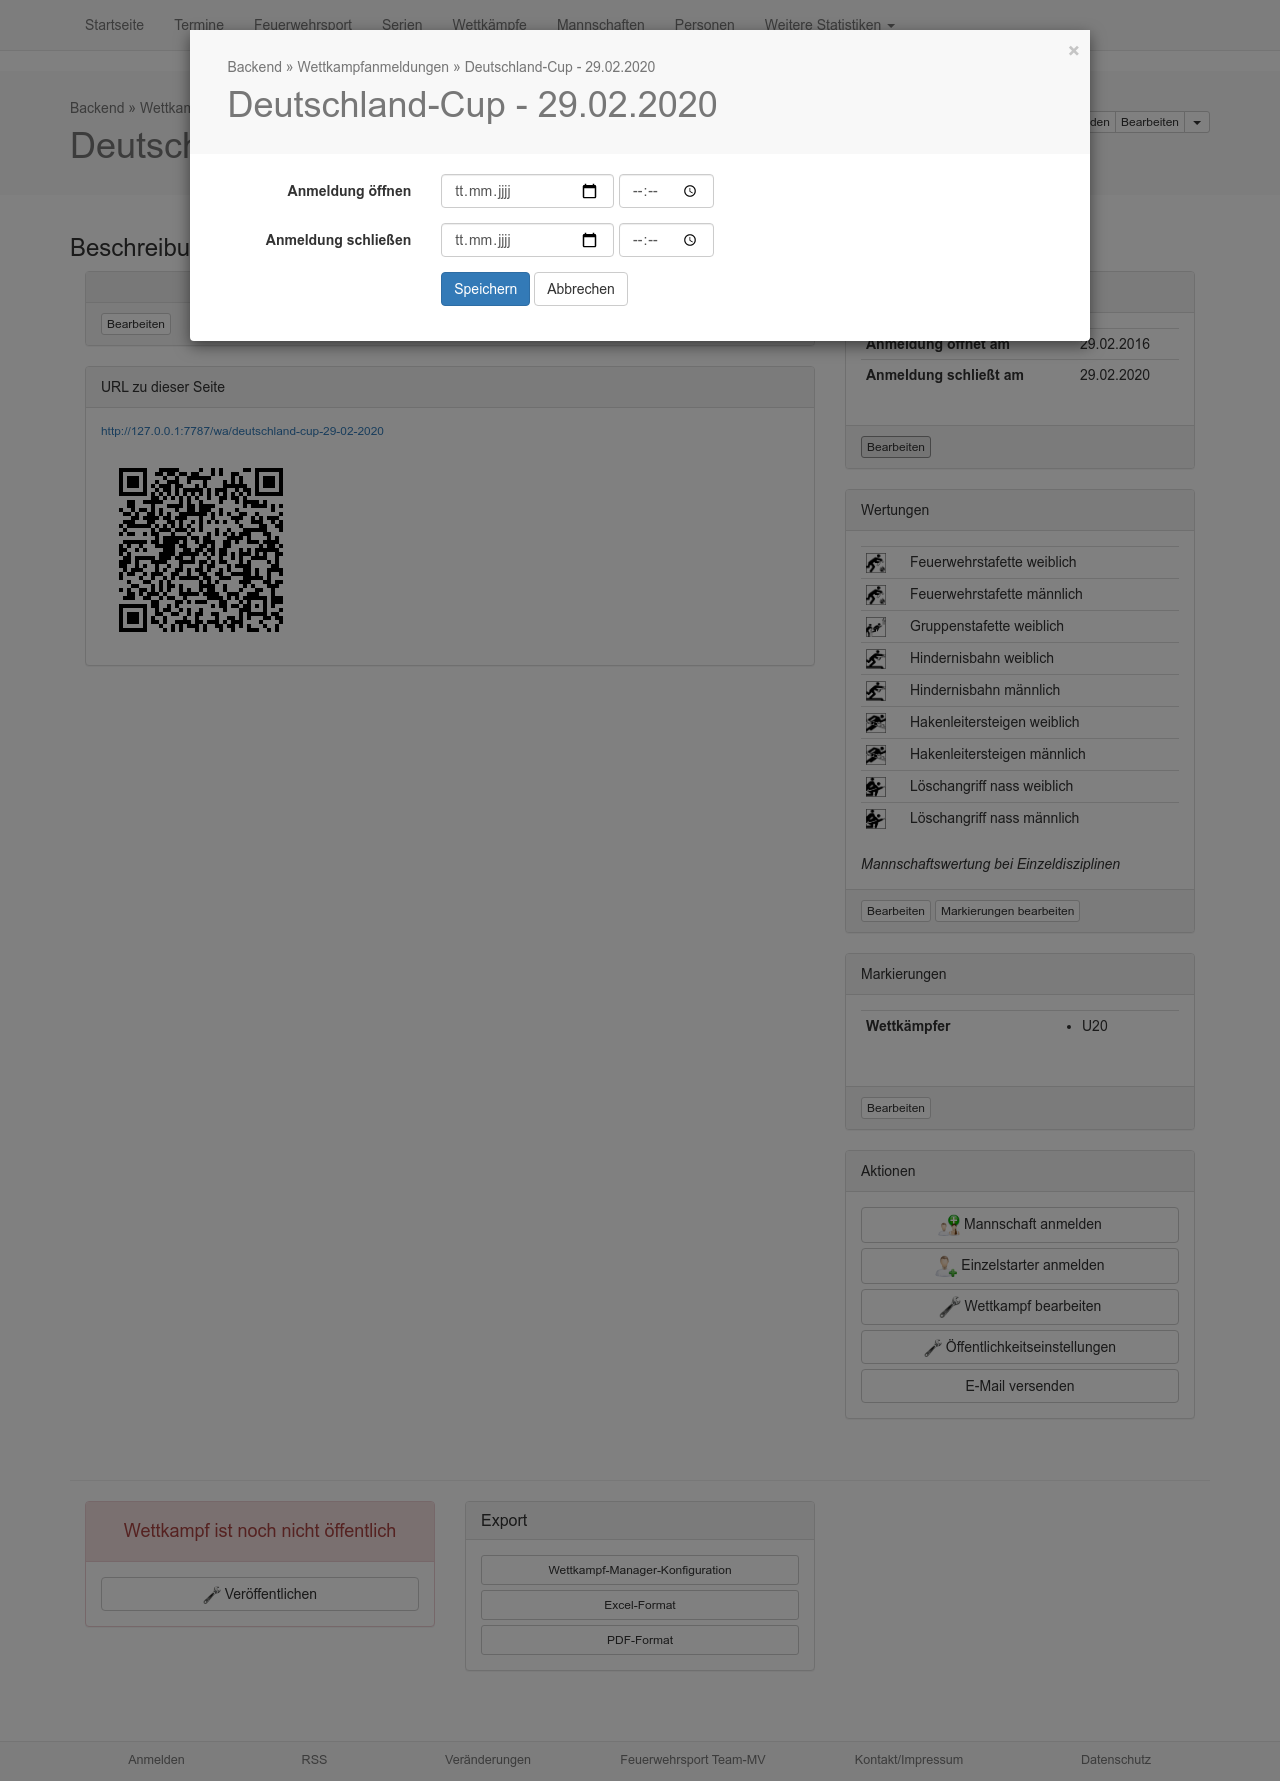 Startseite Termine Feuerwehrsport Serien Wettkämpfe Mannschaften Personen Weitere Statistiken
×
Backend » Wettkampfanmeldungen » Deutschland-Cup - 29.02.2020
Deutschland-Cup - 29.02.2020
Backend » Wettkam
Deutsch
den Bearbeiten
Anmeldung öffnen tt.mm.jjjj --:--
Anmeldung schließen tt.mm.jjjj --:--
Speichern Abbrechen
Beschreibu
Bearbeiten
URL zu dieser Seite
http://127.0.0.1:7787/wa/deutschland-cup-29-02-2020
Anmeldung öffnet am 29.02.2016
Anmeldung schließt am 29.02.2020
Bearbeiten
Wertungen
Feuerwehrstafette weiblich
Feuerwehrstafette männlich
Gruppenstafette weiblich
Hindernisbahn weiblich
Hindernisbahn männlich
Hakenleitersteigen weiblich
Hakenleitersteigen männlich
Löschangriff nass weiblich
Löschangriff nass männlich
Mannschaftswertung bei Einzeldisziplinen
Bearbeiten Markierungen bearbeiten
Markierungen
Wettkämpfer • U20
Bearbeiten
Aktionen
Mannschaft anmelden
Einzelstarter anmelden
Wettkampf bearbeiten
Öffentlichkeitseinstellungen
E-Mail versenden
Wettkampf ist noch nicht öffentlich
Veröffentlichen
Export
Wettkampf-Manager-Konfiguration
Excel-Format
PDF-Format
Anmelden RSS Veränderungen Feuerwehrsport Team-MV Kontakt/Impressum Datenschutz